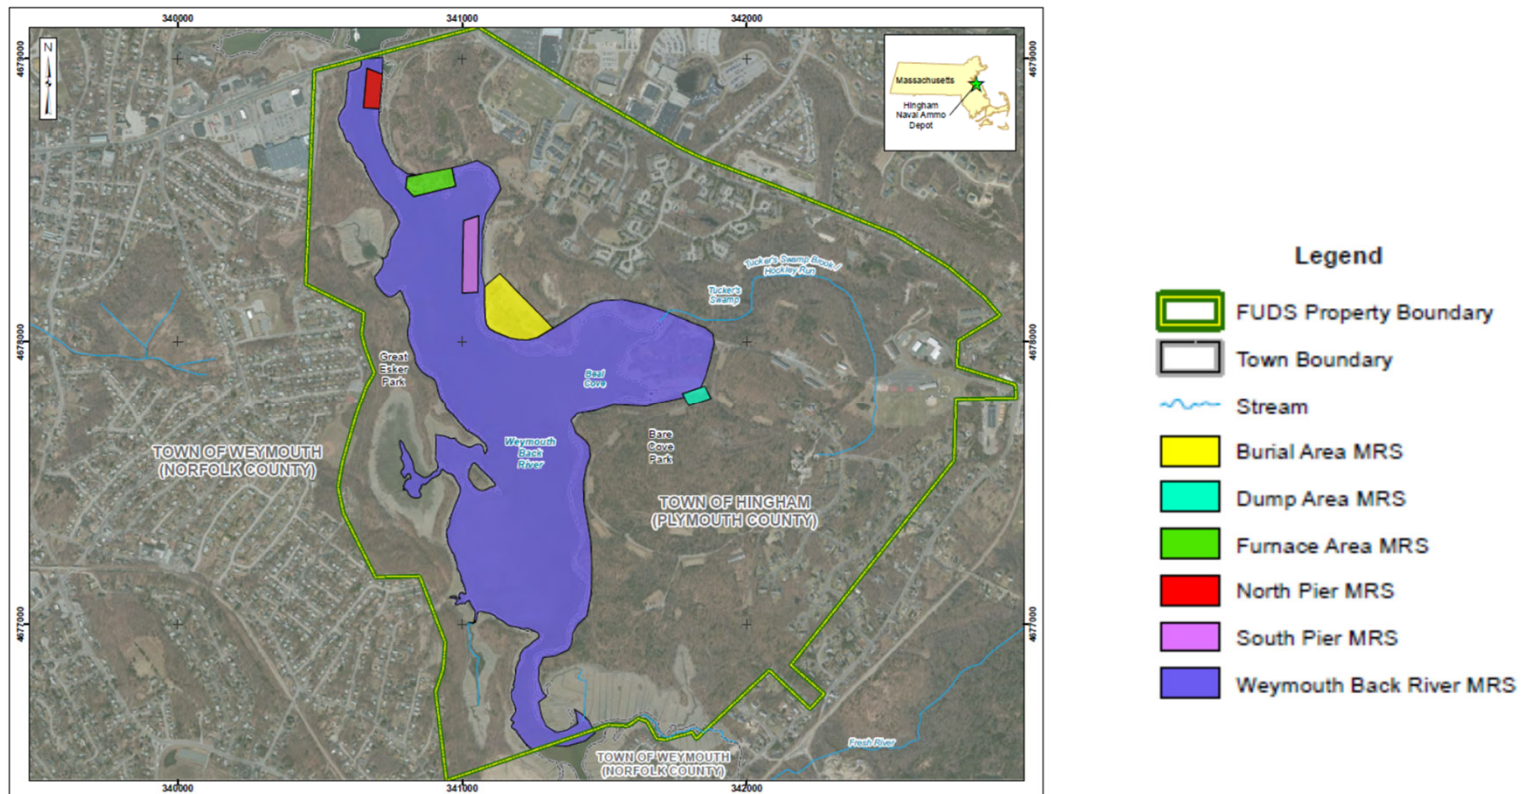 340000
341000
342000
4679000
4679000
N
Massachusetts
Hingham
Naval Ammo
Depot
Tucker's Swamp Brook /
Hockley Run
Tucker's
Swamp
4678000
4678000
Great
Esker
Park
Beal
Cove
Bare
Cove
Park
Weymouth
Back
River
TOWN OF WEYMOUTH
(NORFOLK COUNTY)
TOWN OF HINGHAM
(PLYMOUTH COUNTY)
4677000
4677000
Fresh River
TOWN OF WEYMOUTH
(NORFOLK COUNTY)
340000
341000
342000
Legend
FUDS Property Boundary
Town Boundary
Stream
Burial Area MRS
Dump Area MRS
Furnace Area MRS
North Pier MRS
South Pier MRS
Weymouth Back River MRS